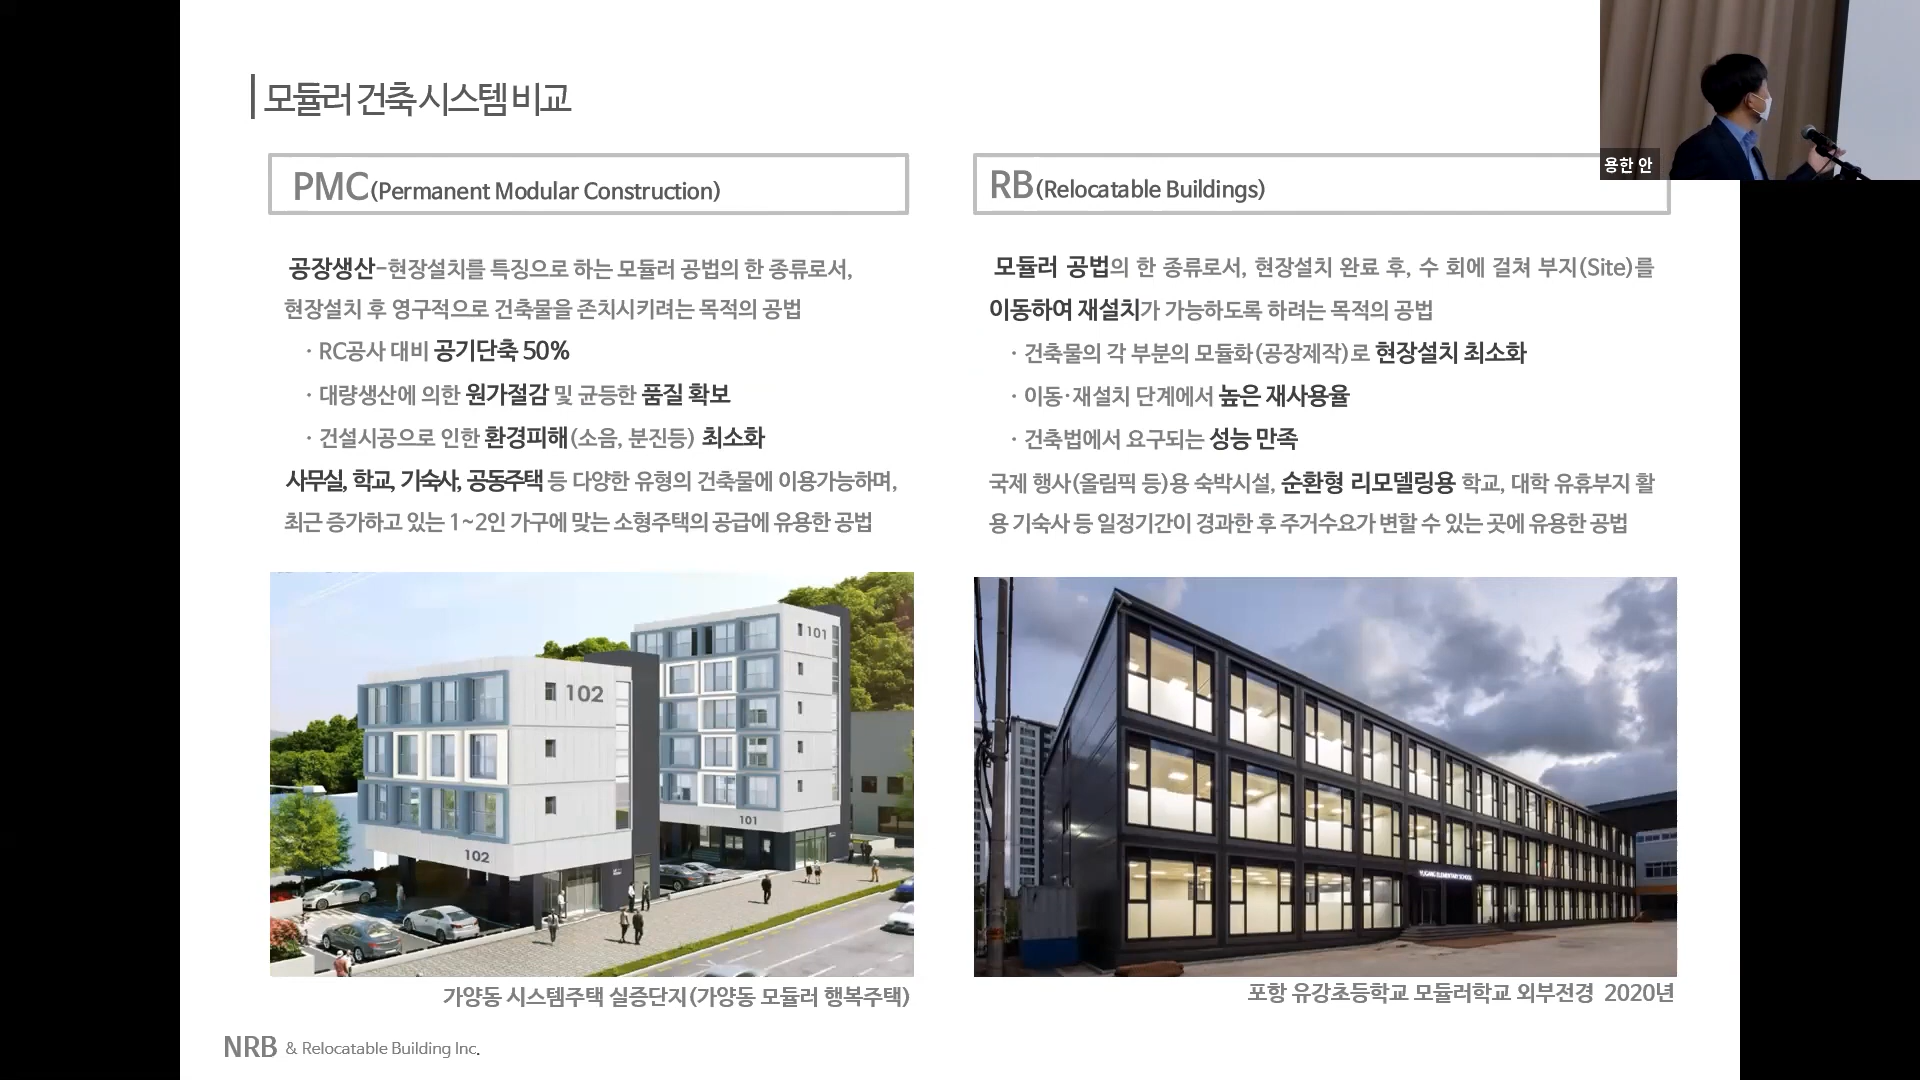 모듈러 건축 시스템 비교
용한 안
PMC(Permanent Modular Construction)
공장생산-현장설치를 특징으로 하는 모듈러 공법의 한 종류로서,
현장설치 후 영구적으로 건축물을 존치시키려는 목적의 공법
· RC공사 대비 공기단축 50%
· 대량생산에 의한 원가절감 및 균등한 품질 확보
· 건설시공으로 인한 환경피해(소음, 분진등) 최소화
사무실, 학교, 기숙사, 공동주택 등 다양한 유형의 건축물에 이용가능하며,
최근 증가하고 있는 1~2인 가구에 맞는 소형주택의 공급에 유용한 공법
101
102
101
102
가양동 시스템주택 실증단지(가양동 모듈러 행복주택)
RB(Relocatable Buildings)
모듈러 공법의 한 종류로서, 현장설치 완료 후, 수 회에 걸쳐 부지(Site)를
이동하여 재설치가 가능하도록 하려는 목적의 공법
· 건축물의 각 부분의 모듈화(공장제작)로 현장설치 최소화
· 이동·재설치 단계에서 높은 재사용율
· 건축법에서 요구되는 성능 만족
국제 행사(올림픽 등)용 숙박시설, 순환형 리모델링용 학교, 대학 유휴부지 활
용 기숙사 등 일정기간이 경과한 후 주거수요가 변할 수 있는 곳에 유용한 공법
YUGANG ELEMENTARY SCHOOL
포항 유강초등학교 모듈러학교 외부전경 2020년
NRB & Relocatable Building Inc.